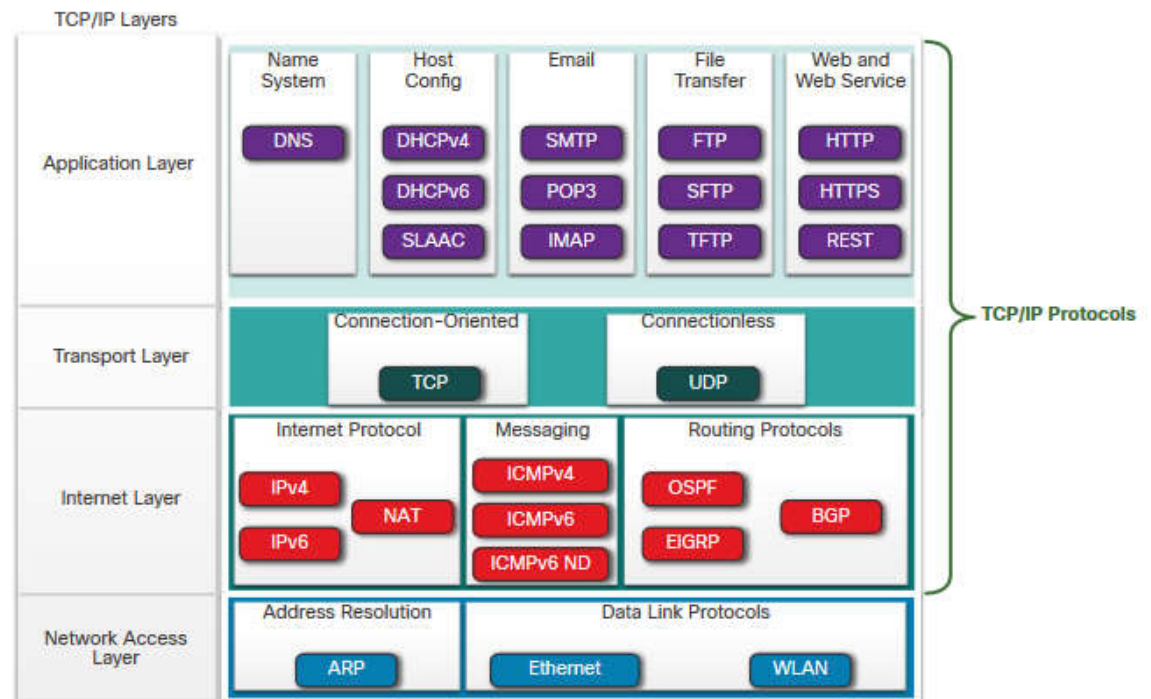 TCP/IP Layers
Application Layer
Name
System
DNS
Host
Config
DHCPv4
DHCPv6
SLAAC
Email
SMTP
POP3
IMAP
File
Transfer
FTP
SFTP
TFTP
Web and
Web Service
HTTP
HTTPS
REST
TCP/IP Protocols
Transport Layer
Connection-Oriented
TCP
Connectionless
UDP
Internet Layer
Internet Protocol
IPv4
IPv6
NAT
Messaging
ICMPv4
ICMPv6
ICMPv6 ND
Routing Protocols
OSPF
EIGRP
BGP
Network Access
Layer
Address Resolution
ARP
Data Link Protocols
Ethernet
WLAN